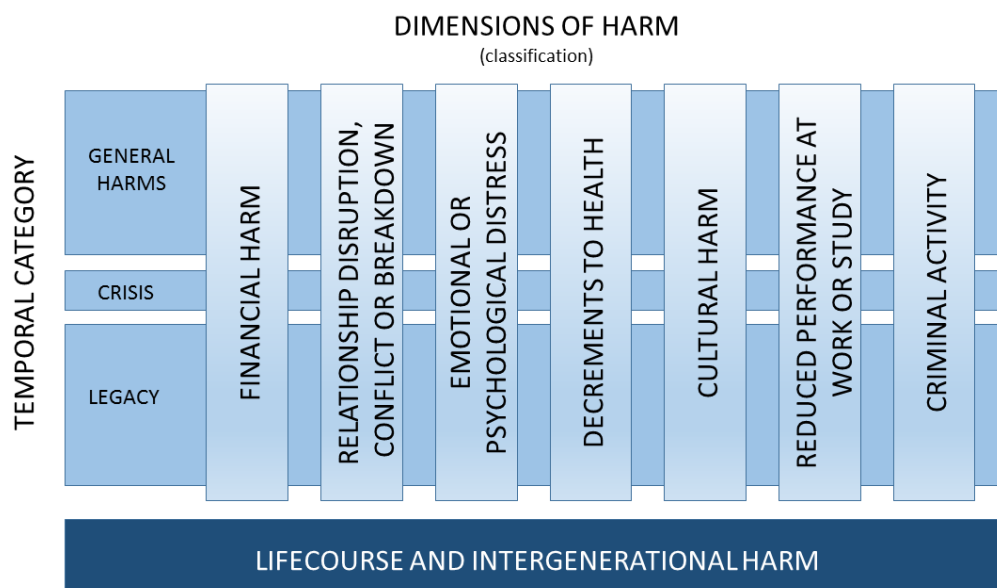 DIMENSIONS OF HARM
(classification)
TEMPORAL CATEGORY
GENERAL
HARMS
CRISIS
LEGACY
FINANCIAL HARM
RELATIONSHIP DISRUPTION,
CONFLICT OR BREAKDOWN
EMOTIONAL OR
PSYCHOLOGICAL DISTRESS
DECREMENTS TO HEALTH
CULTURAL HARM
REDUCED PERFORMANCE AT
WORK OR STUDY
CRIMINAL ACTIVITY
LIFECOURSE AND INTERGENERATIONAL HARM